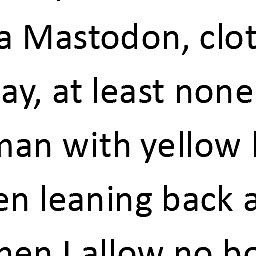 a Mastodon, clot
ay, at least none
man with yellow
en leaning back a
hen I allow no bo